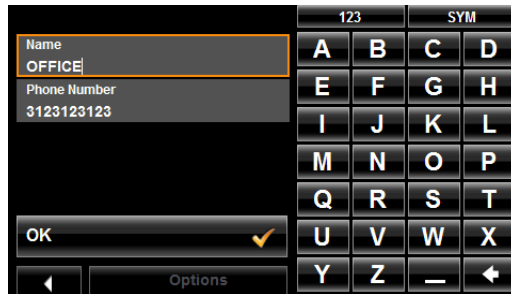 123 SYM
Name
OFFICE
Phone Number
3123123123
A B C D
E F G H
I J K L
M N O P
Q R S T
OK
U V W X
Options
Y Z _